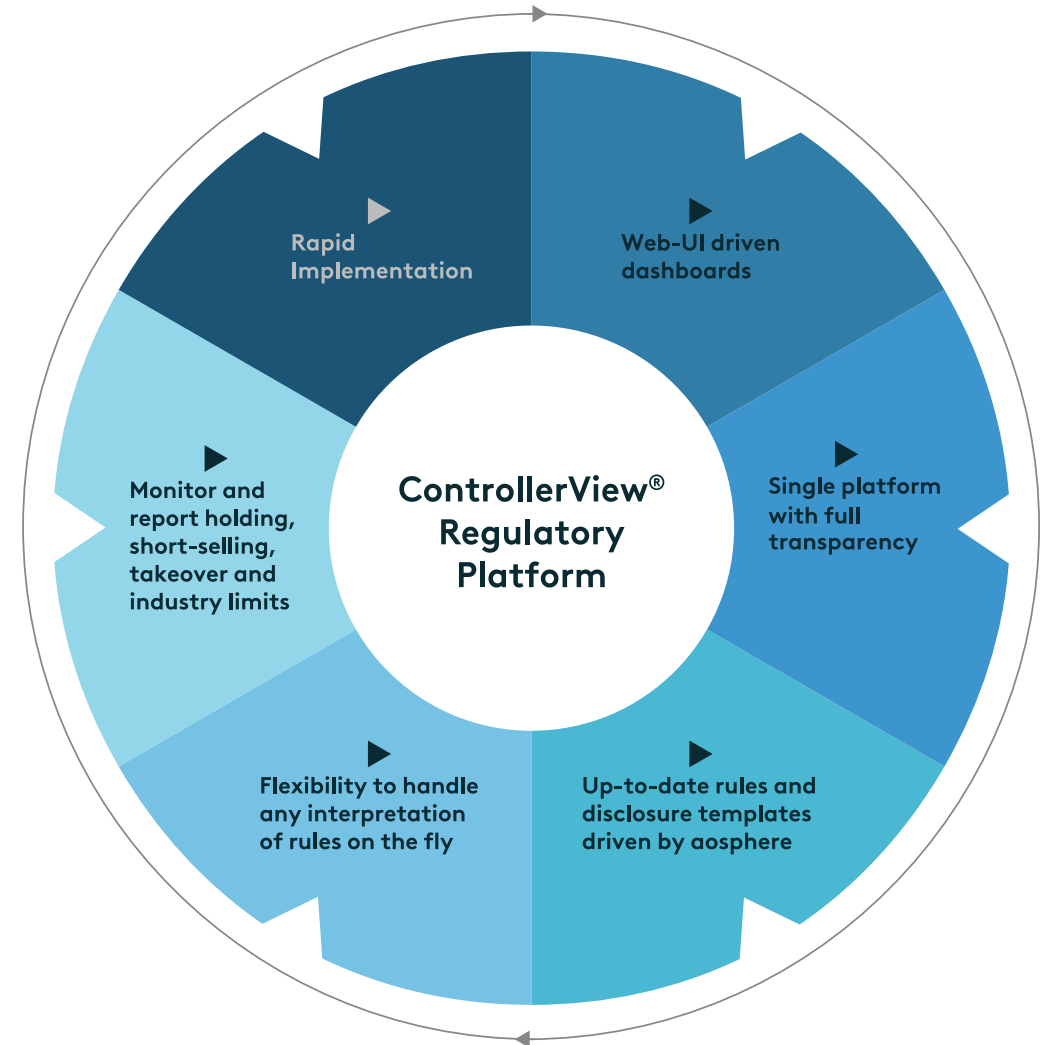 Rapid
Implementation
Web-UI driven
dashboards
Single platform
with full
transparency
Up-to-date rules and
disclosure templates
driven by aosphere
Flexibility to handle
any interpretation
of rules on the fly
Monitor and
report holding,
short-selling,
takeover and
industry limits
ControllerView®
Regulatory
Platform